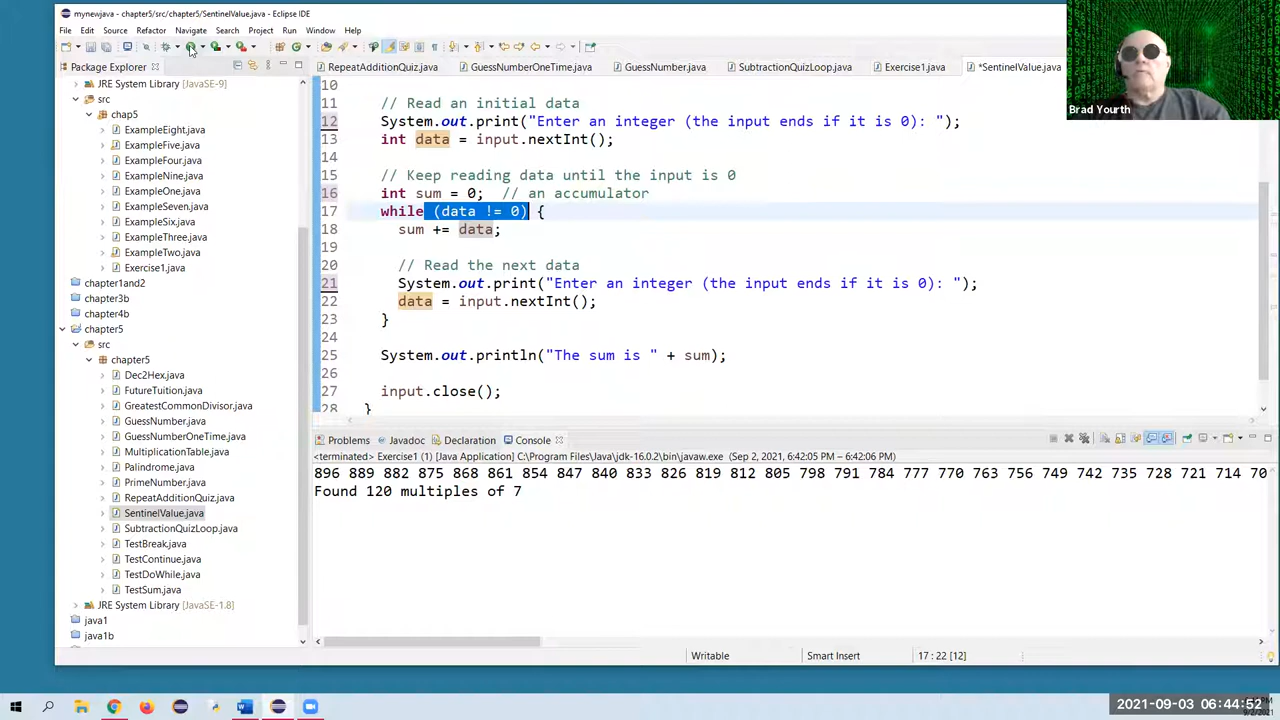 mynewjava - chapter5/src/chapter5/SentinelValue.java - Eclipse IDE
File Edit Source Refactor Navigate Search Project Run Window Help
Package Explorer
RepeatAdditionQuiz.java GuessNumberOneTime.java GuessNumber.java SubtractionQuizLoop.java Exercise1.java *SentinelValue.java
JRE System Library [JavaSE-9]
src
chap5
ExampleEight.java
ExampleFive.java
ExampleFour.java
ExampleNine.java
ExampleOne.java
ExampleSeven.java
ExampleSix.java
ExampleThree.java
ExampleTwo.java
Exercise1.java
chapter1and2
chapter3b
chapter4b
chapter5
src
chapter5
Dec2Hex.java
FutureTuition.java
GreatestCommonDivisor.java
GuessNumber.java
GuessNumberOneTime.java
MultiplicationTable.java
Palindrome.java
PrimeNumber.java
RepeatAdditionQuiz.java
SentinelValue.java
SubtractionQuizLoop.java
TestBreak.java
TestContinue.java
TestDoWhile.java
TestSum.java
JRE System Library [JavaSE-1.8]
java1
java1b
10
11 // Read an initial data
12 System.out.print("Enter an integer (the input ends if it is 0): ");
13 int data = input.nextInt();
14
15 // Keep reading data until the input is 0
16 int sum = 0; // an accumulator
17 while (data != 0) {
18 sum += data;
19
20 // Read the next data
21 System.out.print("Enter an integer (the input ends if it is 0): ");
22 data = input.nextInt();
23 }
24
25 System.out.println("The sum is " + sum);
26
27 input.close();
28 }
Problems Javadoc Declaration Console
<terminated> Exercise1 (1) [Java Application] C:\Program Files\Java\jdk-16.0.2\bin\javaw.exe (Sep 2, 2021, 6:42:05 PM – 6:42:06 PM)
896 889 882 875 868 861 854 847 840 833 826 819 812 805 798 791 784 777 770 763 756 749 742 735 728 721 714 70
Found 120 multiples of 7
Writable Smart Insert 17 : 22 [12]
Brad Yourth
2021-09-03 06:44:52